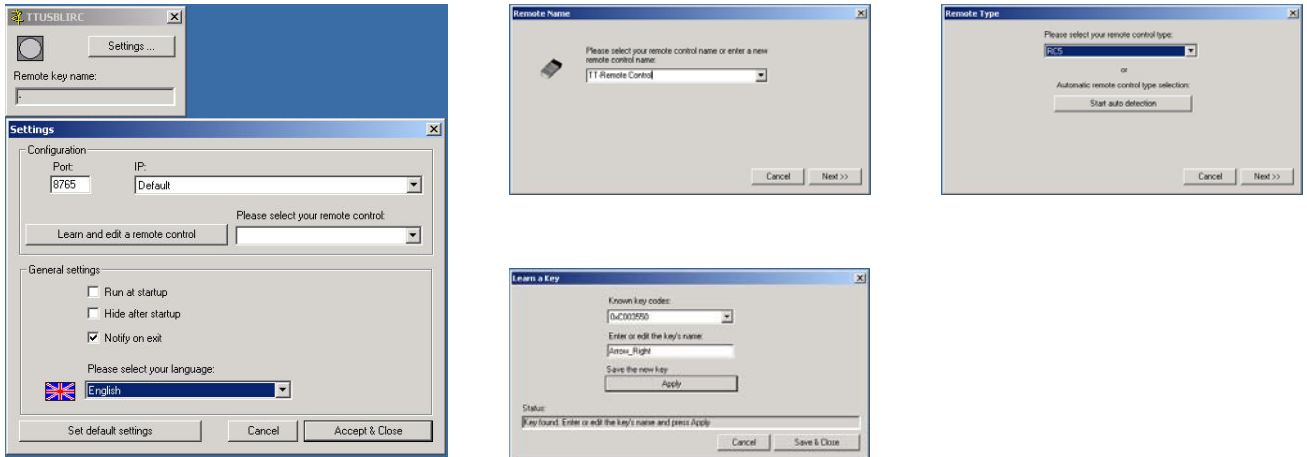 TTUSBLIRC
Settings ...
Remote key name:
-
Settings
Configuration
Port:
IP:
8765
Default
Please select your remote control:
Learn and edit a remote control
General settings
Run at startup
Hide after startup
Notify on exit
Please select your language:
English
Set default settings
Cancel
Accept & Close
Remote Name
Please select your remote control name or enter a new
remote control name:
TT-Remote Control
Cancel
Next >>
Remote Type
Please select your remote control type:
RC5
or
Automatic remote control type selection:
Start auto detection
Cancel
Next >>
Learn a Key
Known key codes:
0xC003550
Enter or edit the key's name:
Arrow_Right
Save the new key
Apply
Status:
Key found. Enter or edit the key's name and press Apply
Cancel
Save & Close